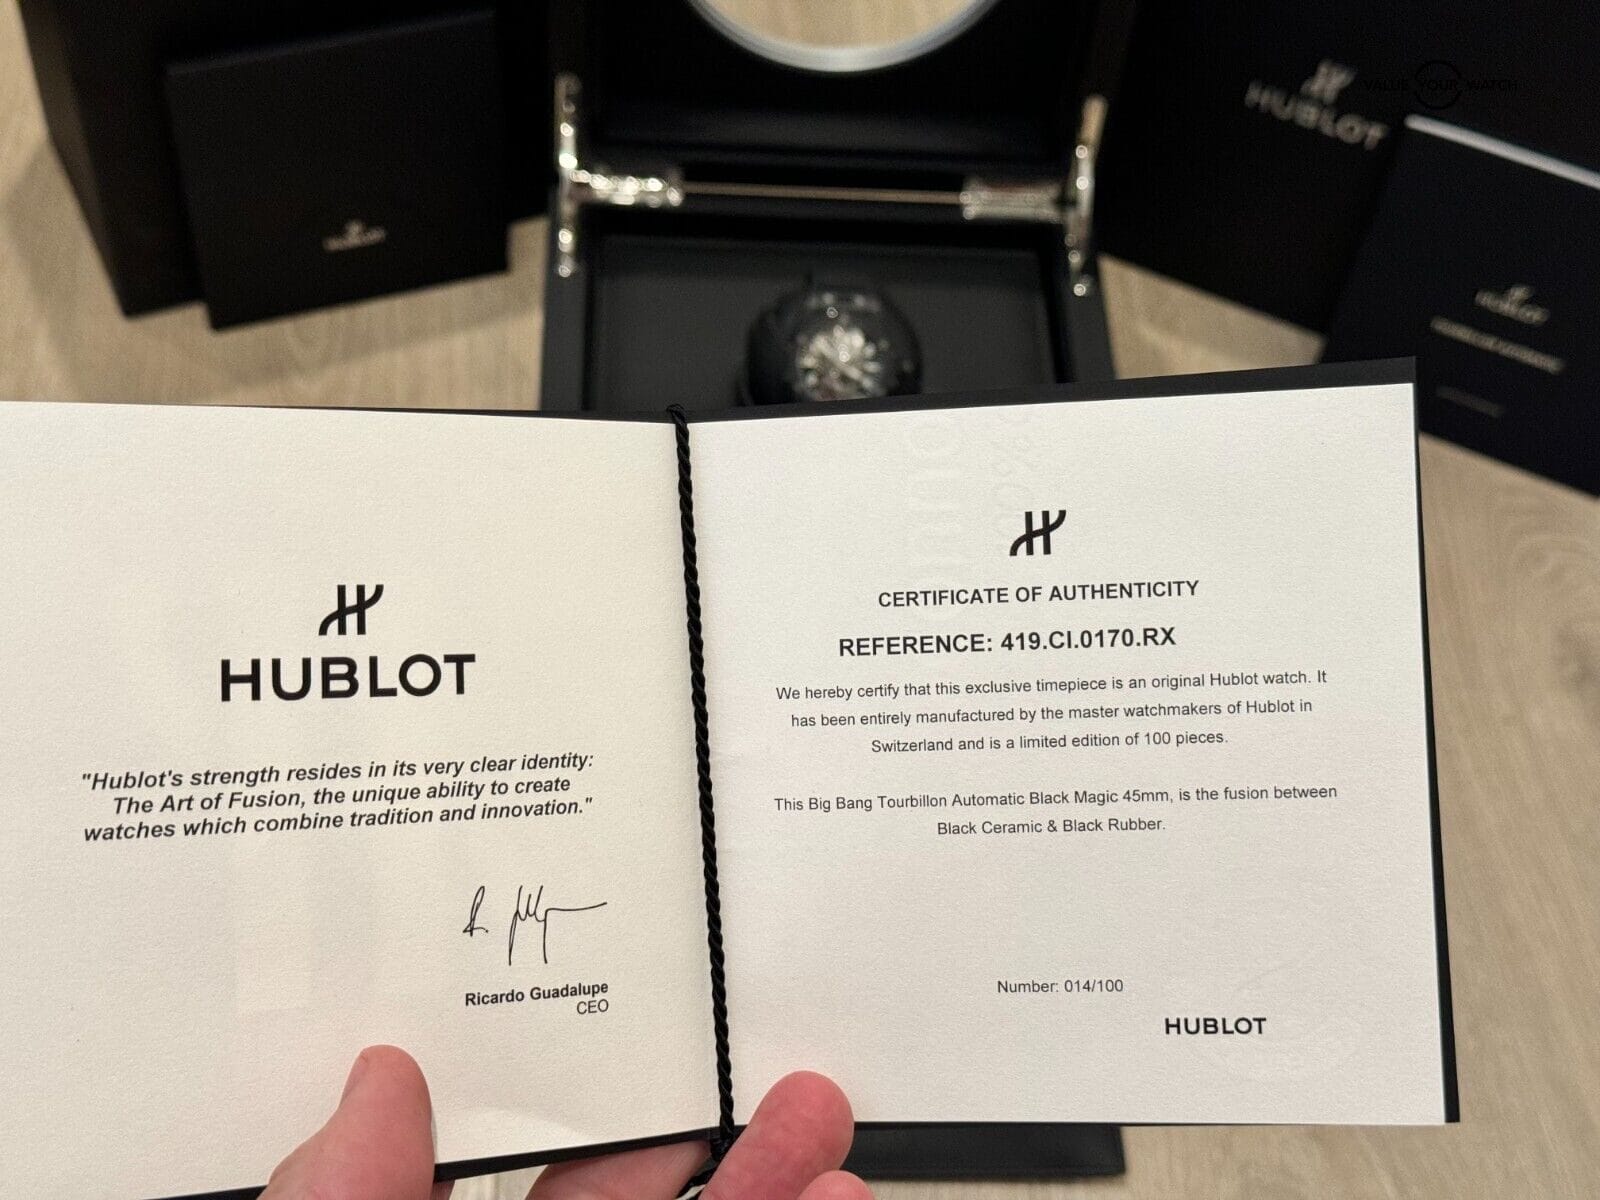 HUBLOT
VALUE YOUR WATCH
HUBLOT
HUBLOT
HUBLOT
"Hublot's strength resides in its very clear identity:
The Art of Fusion, the unique ability to create
watches which combine tradition and innovation."
Ricardo Guadalupe
CEO
CERTIFICATE OF AUTHENTICITY
REFERENCE: 419.CI.0170.RX
We hereby certify that this exclusive timepiece is an original Hublot watch. It
has been entirely manufactured by the master watchmakers of Hublot in
Switzerland and is a limited edition of 100 pieces.
This Big Bang Tourbillon Automatic Black Magic 45mm, is the fusion between
Black Ceramic & Black Rubber.
Number: 014/100
HUBLOT